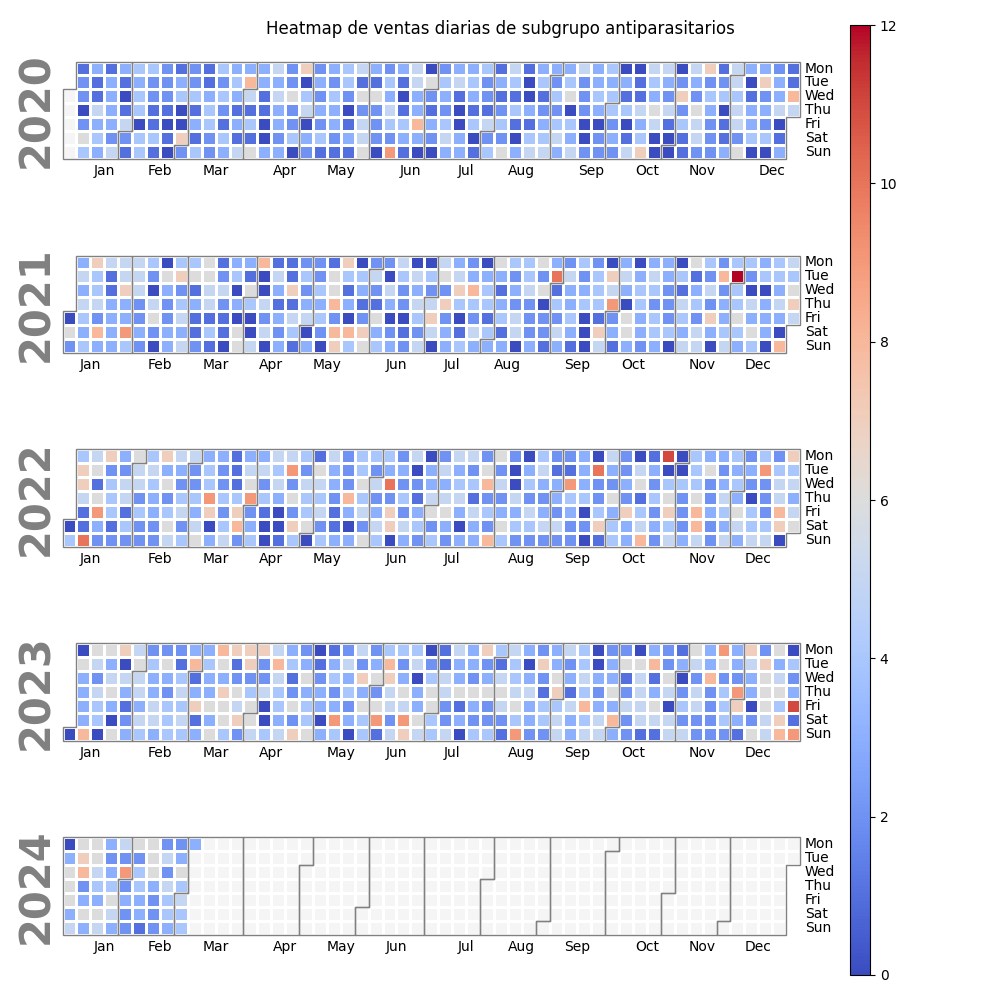 Heatmap de ventas diarias de subgrupo antiparasitarios
2020
Mon
Tue
Wed
Thu
Fri
Sat
Sun
Jan Feb Mar Apr May Jun Jul Aug Sep Oct Nov Dec
2021
Mon
Tue
Wed
Thu
Fri
Sat
Sun
Jan Feb Mar Apr May Jun Jul Aug Sep Oct Nov Dec
2022
Mon
Tue
Wed
Thu
Fri
Sat
Sun
Jan Feb Mar Apr May Jun Jul Aug Sep Oct Nov Dec
2023
Mon
Tue
Wed
Thu
Fri
Sat
Sun
Jan Feb Mar Apr May Jun Jul Aug Sep Oct Nov Dec
2024
Mon
Tue
Wed
Thu
Fri
Sat
Sun
Jan Feb Mar Apr May Jun Jul Aug Sep Oct Nov Dec
12
10
8
6
4
2
0